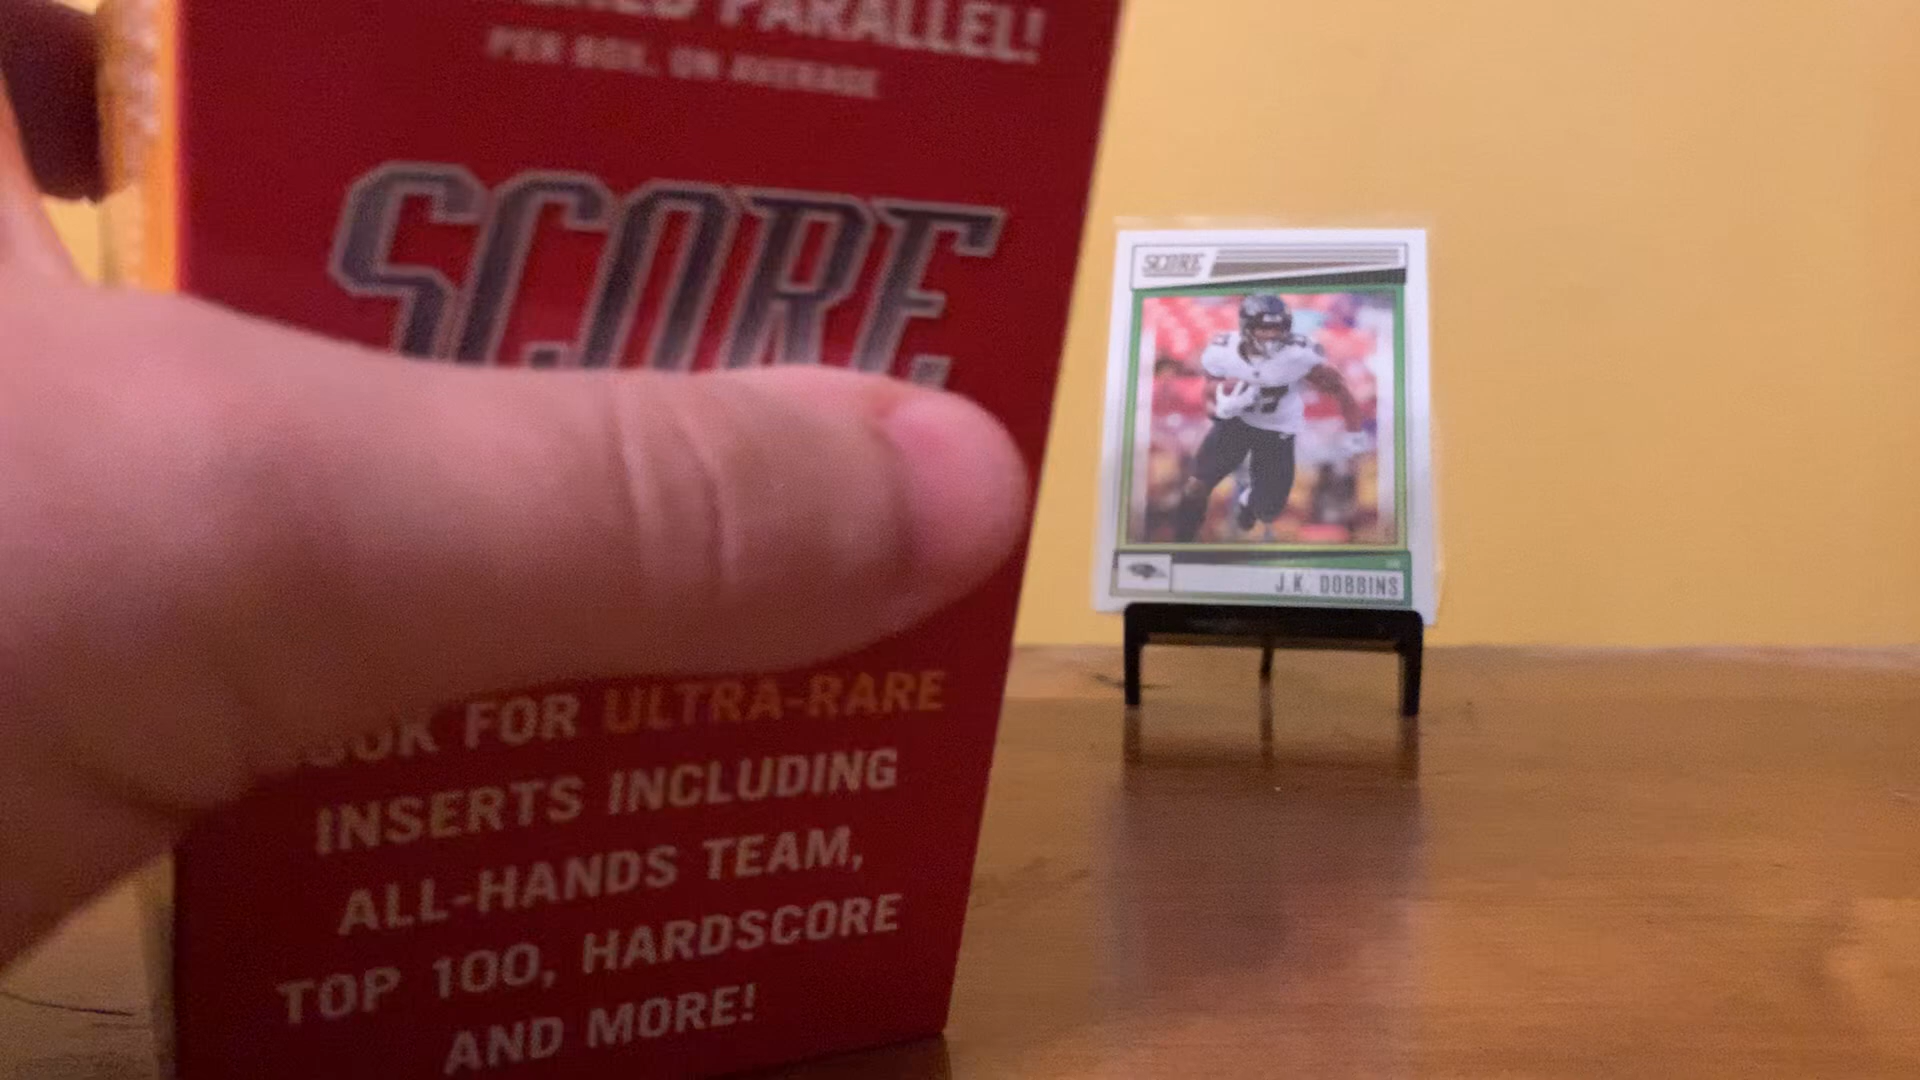 PARALLEL!
PER BOX, ON AVERAGE
SCORE
FOR ULTRA-RARE
INSERTS INCLUDING
ALL-HANDS TEAM,
TOP 100, HARDSCORE
AND MORE!
SCORE
J.K. DOBBINS